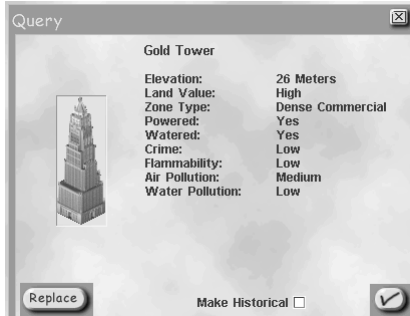 Query
Gold Tower
Elevation: 26 Meters
Land Value: High
Zone Type: Dense Commercial
Powered: Yes
Watered: Yes
Crime: Low
Flammability: Low
Air Pollution: Medium
Water Pollution: Low
Replace
Make Historical